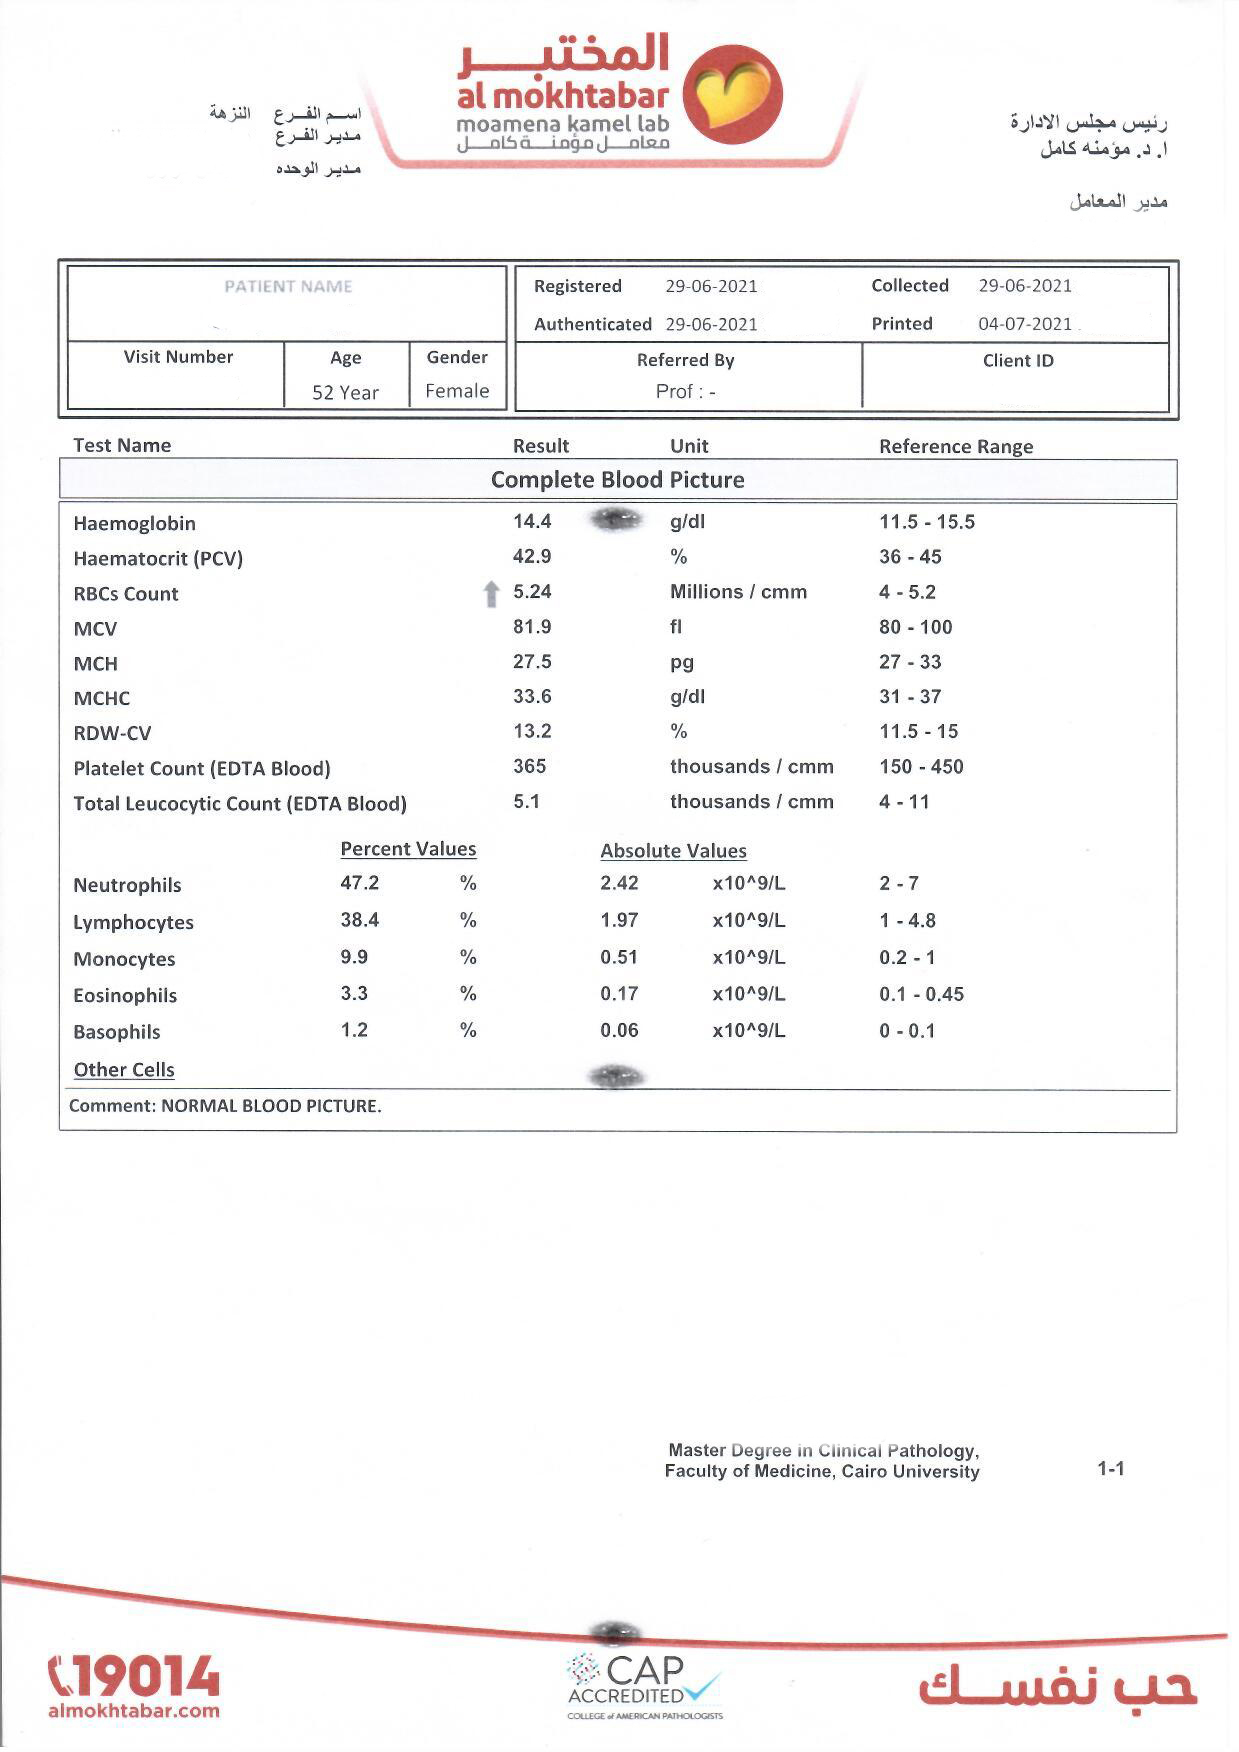 المختبر
al mokhtabar
moamena kamel lab
معامل مؤمنة كامل
اسم الفرع النزهة
مدير الفرع
مدير الوحده
رئيس مجلس الادارة
ا.د. مؤمنه كامل
مدير المعامل
PATIENT NAME
Registered 29-06-2021 Collected 29-06-2021
Authenticated 29-06-2021 Printed 04-07-2021
Visit Number Age Gender Referred By Client ID
52 Year Female Prof : -
Test Name Result Unit Reference Range
Complete Blood Picture
Haemoglobin 14.4 g/dl 11.5 - 15.5
Haematocrit (PCV) 42.9 % 36 - 45
RBCs Count 5.24 Millions / cmm 4 - 5.2
MCV 81.9 fl 80 - 100
MCH 27.5 pg 27 - 33
MCHC 33.6 g/dl 31 - 37
RDW-CV 13.2 % 11.5 - 15
Platelet Count (EDTA Blood) 365 thousands / cmm 150 - 450
Total Leucocytic Count (EDTA Blood) 5.1 thousands / cmm 4 - 11
Percent Values Absolute Values
Neutrophils 47.2 % 2.42 x10^9/L 2 - 7
Lymphocytes 38.4 % 1.97 x10^9/L 1 - 4.8
Monocytes 9.9 % 0.51 x10^9/L 0.2 - 1
Eosinophils 3.3 % 0.17 x10^9/L 0.1 - 0.45
Basophils 1.2 % 0.06 x10^9/L 0 - 0.1
Other Cells
Comment: NORMAL BLOOD PICTURE.
Master Degree in Clinical Pathology,
Faculty of Medicine, Cairo University 1-1
19014
almokhtabar.com
CAP
ACCREDITED
COLLEGE of AMERICAN PATHOLOGISTS
حب نفسك